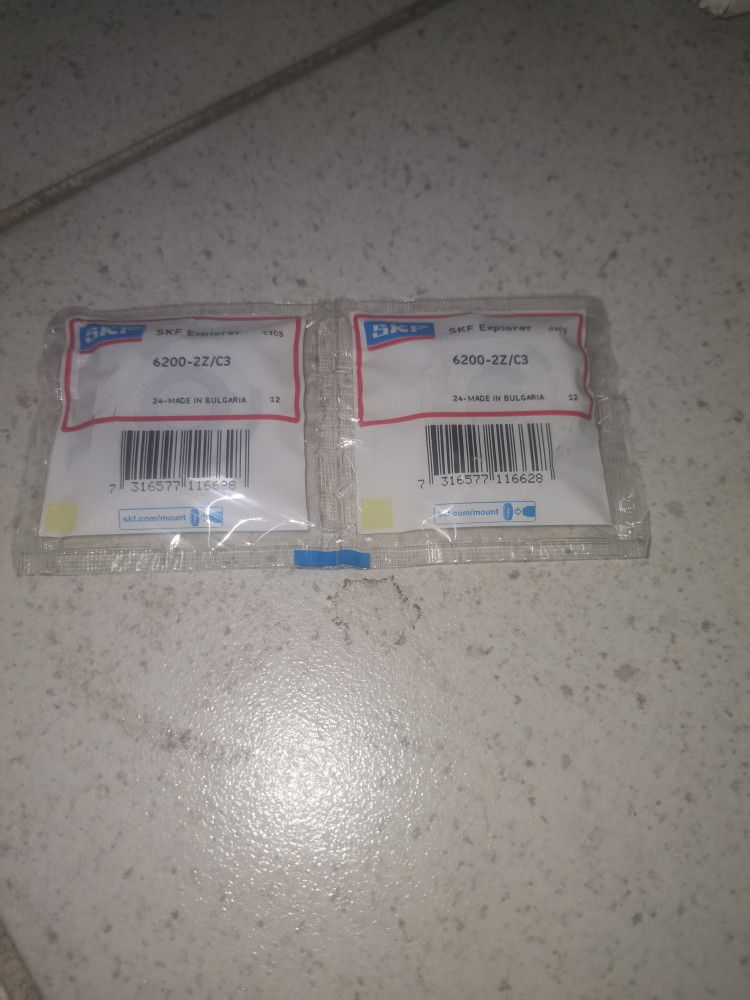 SKF SKF Explorer 0305
6200-2Z/C3
24-MADE IN BULGARIA 12
7 316577 116628
skf.com/mount
SKF SKF Explorer
6200-2Z/C3
24-MADE IN BULGARIA 12
7 316577 116628
skf.com/mount